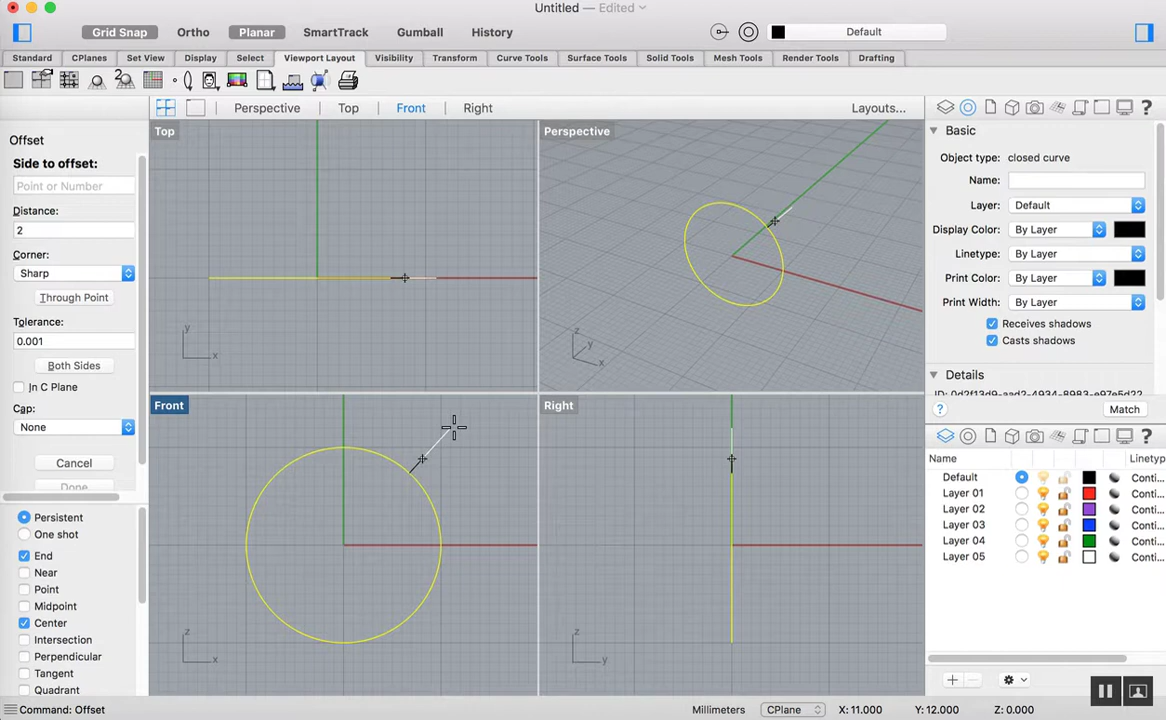 Untitled — Edited
Grid Snap Ortho Planar SmartTrack Gumball History Default
Standard CPlanes Set View Display Select Viewport Layout Visibility Transform Curve Tools Surface Tools Solid Tools Mesh Tools Render Tools Drafting
Perspective Top Front Right Layouts...
Offset
Side to offset:
Point or Number
Distance:
2
Corner:
Sharp
Through Point
Tolerance:
0.001
Both Sides
In C Plane
Cap:
None
Cancel
Done
Persistent
One shot
End
Near
Point
Midpoint
Center
Intersection
Perpendicular
Tangent
Quadrant
Command: Offset
Top
y
x
Perspective
z
y
x
Front
z
x
Right
z
y
Basic
Object type: closed curve
Name:
Layer: Default
Display Color: By Layer
Linetype: By Layer
Print Color: By Layer
Print Width: By Layer
Receives shadows
Casts shadows
Details
? Match
Name Linetyp
Default Conti...
Layer 01 Conti...
Layer 02 Conti...
Layer 03 Conti...
Layer 04 Conti...
Layer 05 Conti...
Millimeters CPlane X: 11.000 Y: 12.000 Z: 0.000